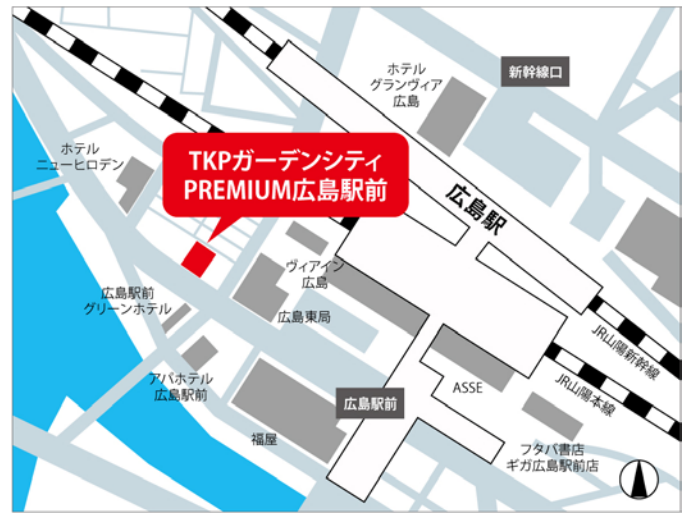 ホテル
グランヴィア
広島
新幹線口
ホテル
ニューヒロデン
TKPガーデンシティ
PREMIUM広島駅前
広島駅
ヴィアイン
広島
広島駅前
グリーンホテル
広島東局
JR山陽新幹線
アパホテル
広島駅前
広島駅前
ASSE
JR山陽本線
福屋
フタバ書店
ギガ広島駅前店